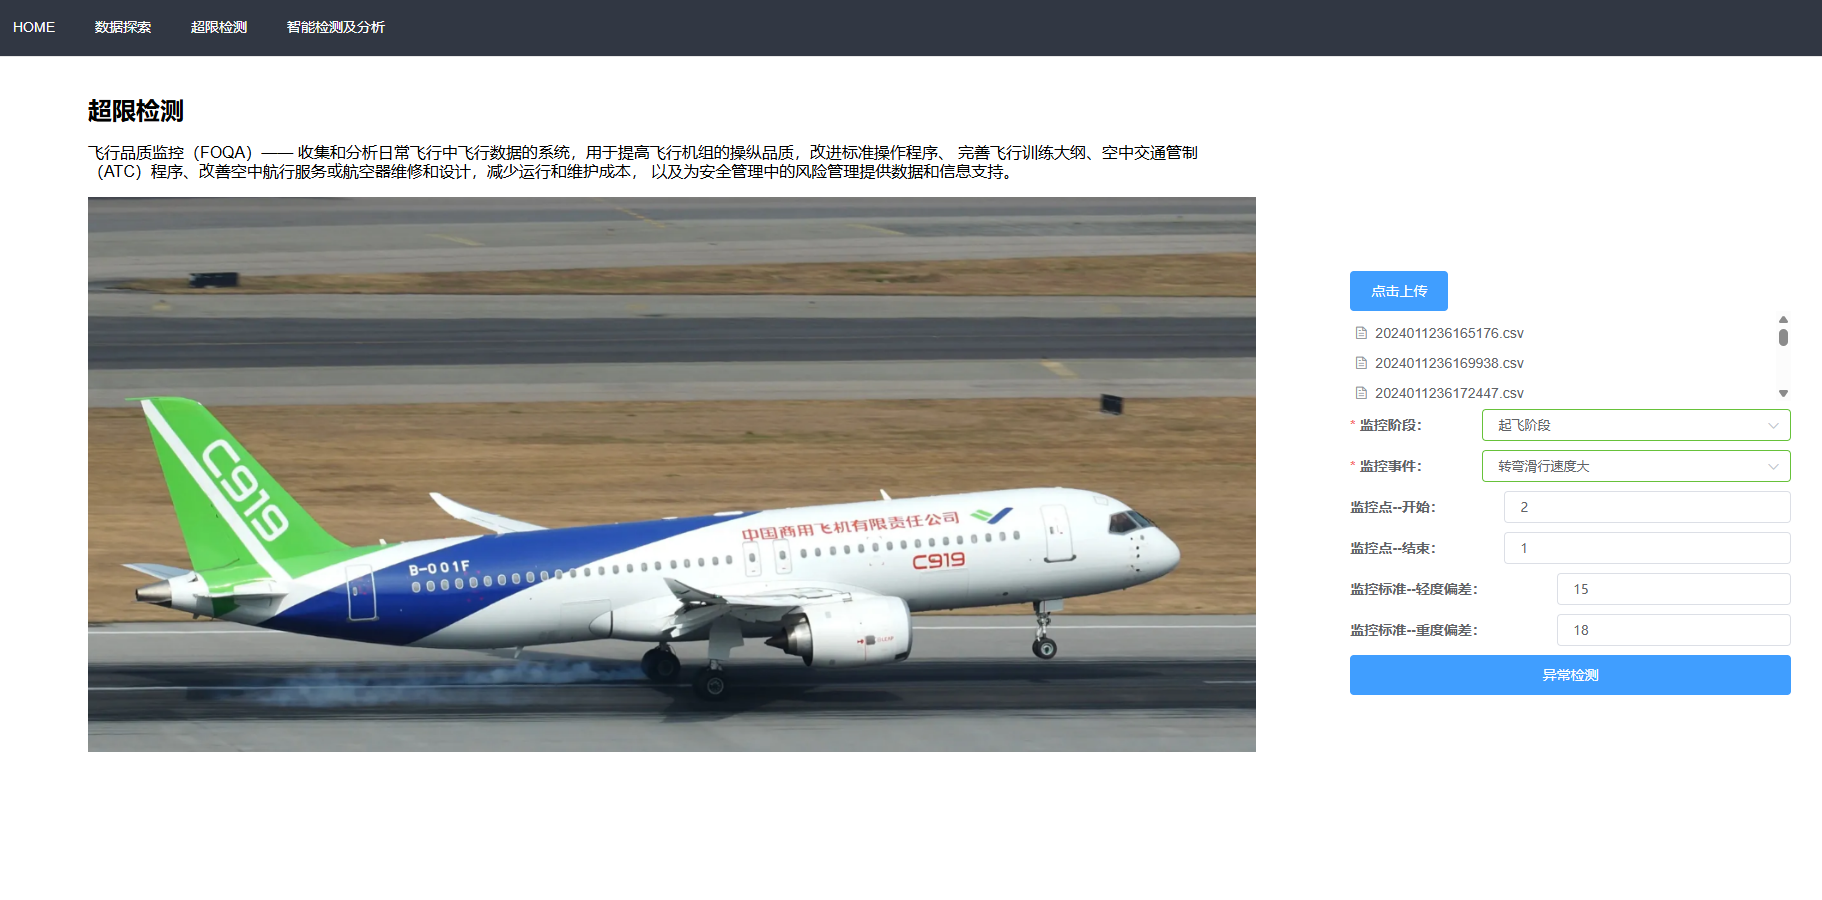 HOME 数据探索 超限检测 智能检测及分析
超限检测
飞行品质监控（FOQA）—— 收集和分析日常飞行中飞行数据的系统，用于提高飞行机组的操纵品质，改进标准操作程序、 完善飞行训练大纲、空中交通管制
（ATC）程序、改善空中航行服务或航空器维修和设计，减少运行和维护成本， 以及为安全管理中的风险管理提供数据和信息支持。
C919
中国商用飞机有限责任公司
C919
B-001F
点击上传
2024011236165176.csv
2024011236169938.csv
2024011236172447.csv
* 监控阶段： 起飞阶段
* 监控事件： 转弯滑行速度大
监控点--开始： 2
监控点--结束： 1
监控标准--轻度偏差： 15
监控标准--重度偏差： 18
异常检测